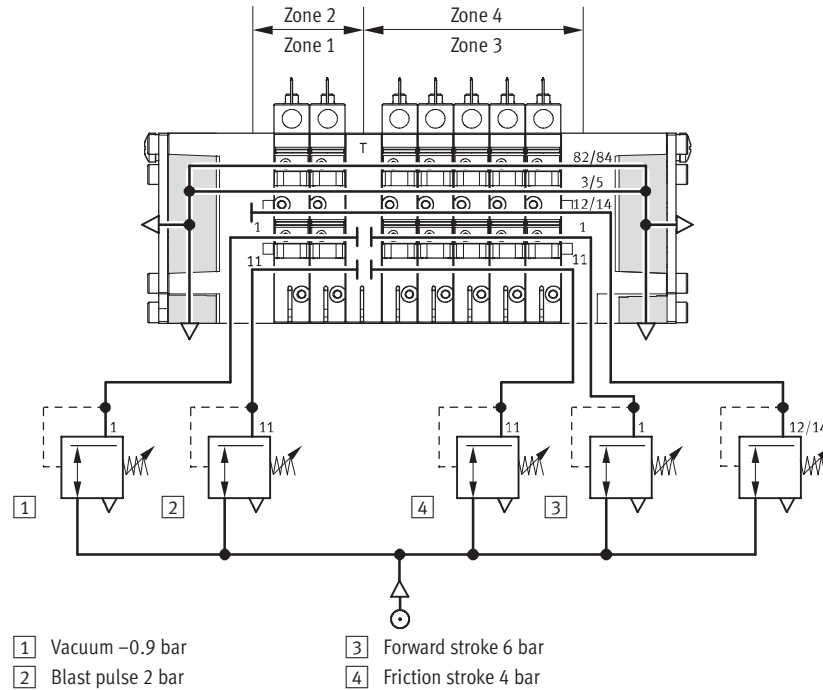 Zone 2 Zone 4
Zone 1 Zone 3
T
82/84
3/5
12/14
1 1
11 11
1 11 11 1 12/14
1 2 4 3
1 Vacuum –0.9 bar 3 Forward stroke 6 bar
2 Blast pulse 2 bar 4 Friction stroke 4 bar